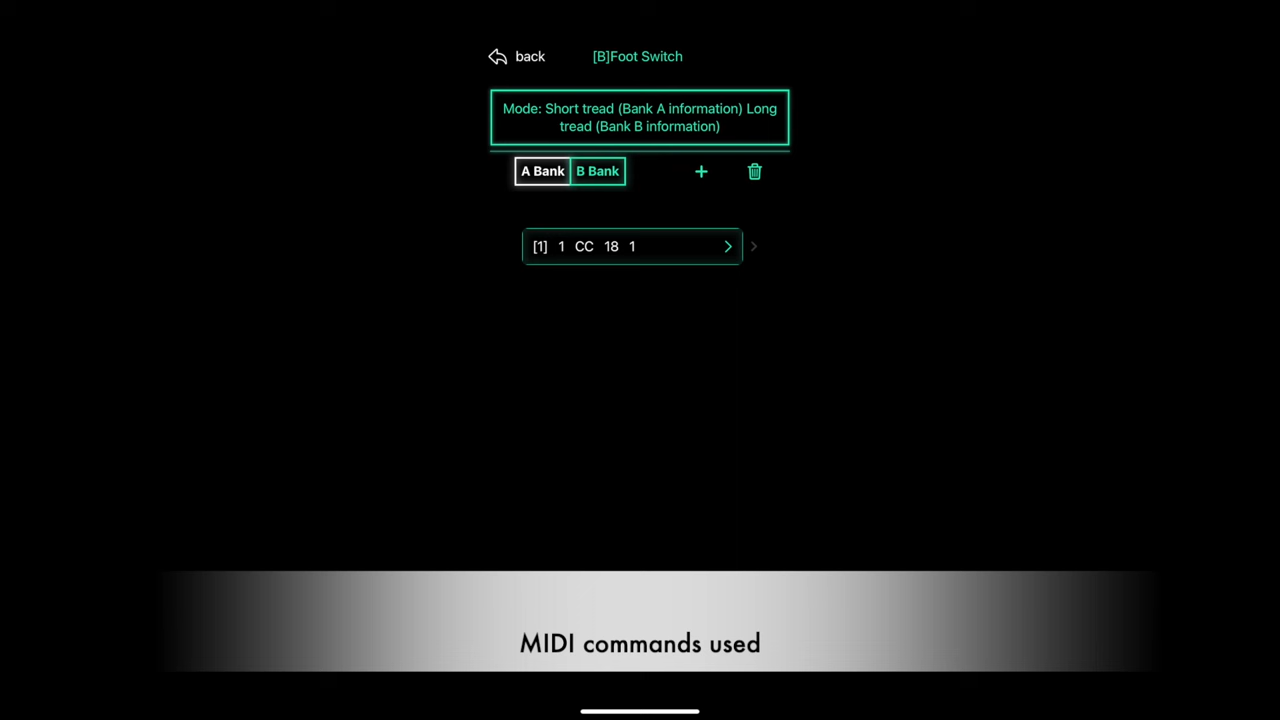 back
[B]Foot Switch
Mode: Short tread (Bank A information) Long
tread (Bank B information)
A Bank B Bank +
[1] 1 CC 18 1
MIDI commands used